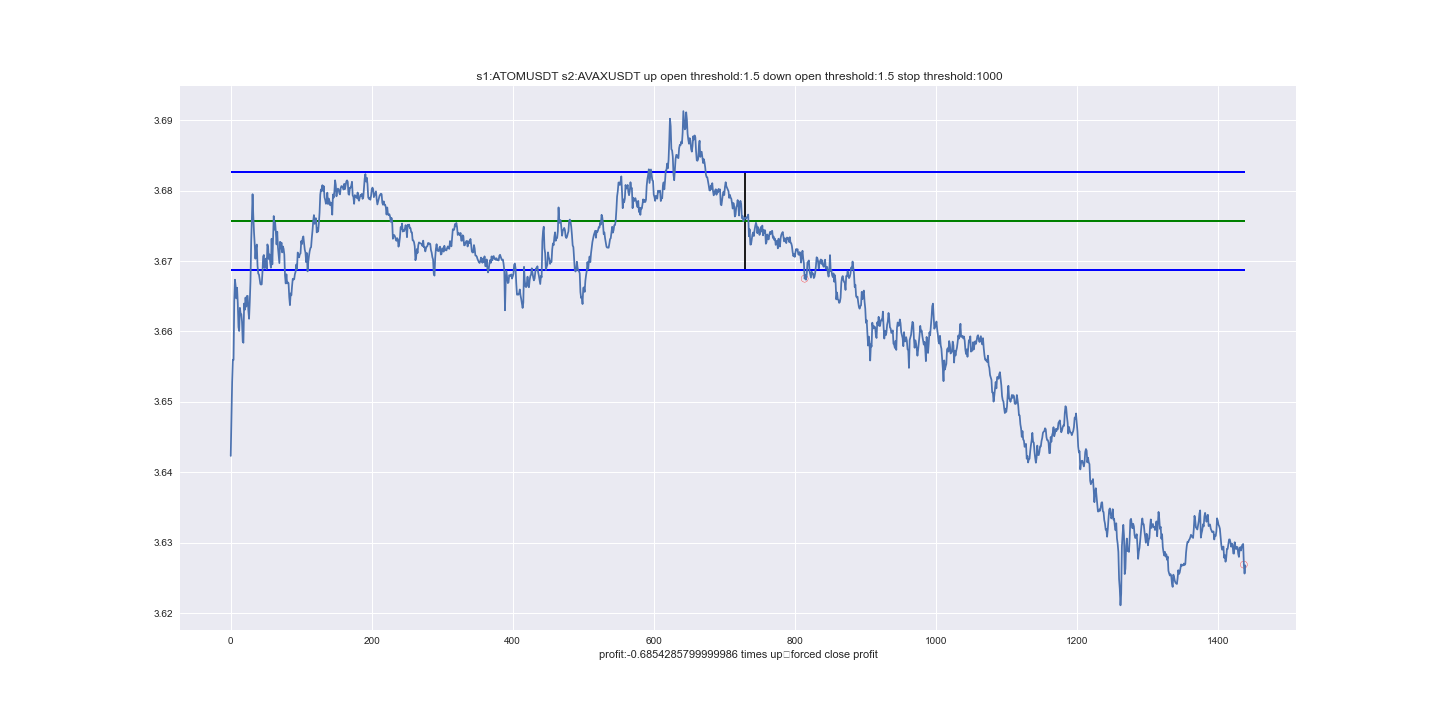 s1:ATOMUSDT s2:AVAXUSDT up open threshold:1.5 down open threshold:1.5 stop threshold:1000
3.69
3.68
3.67
3.66
3.65
3.64
3.63
3.62
0 200 400 600 800 1000 1200 1400
profit:-0.6854285799999986 times up□forced close profit